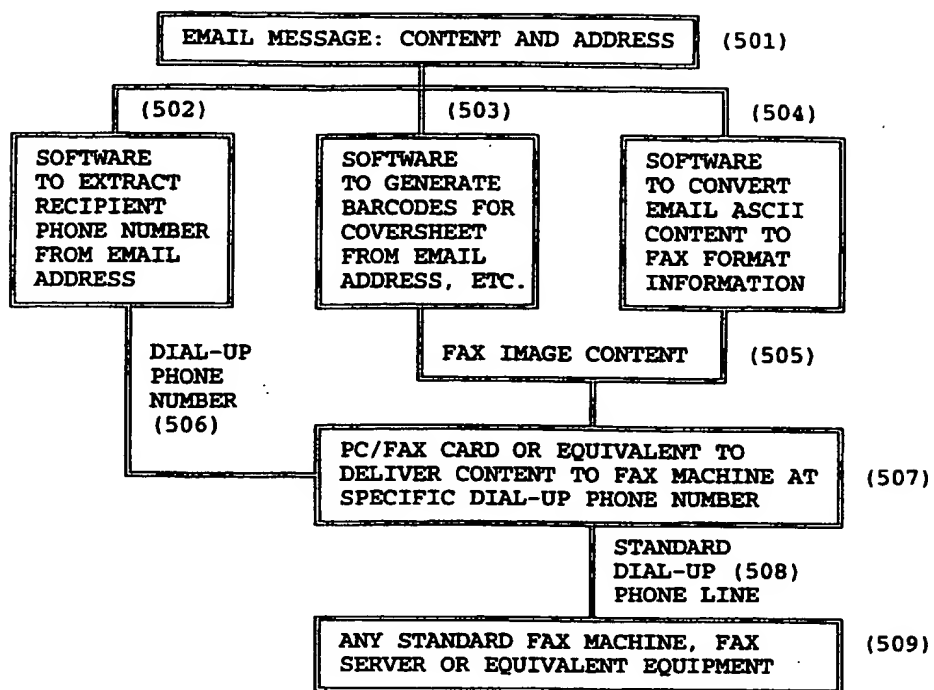 EMAIL MESSAGE: CONTENT AND ADDRESS (501)
(502) (503) (504)
SOFTWARE
TO EXTRACT
RECIPIENT
PHONE NUMBER
FROM EMAIL
ADDRESS
SOFTWARE
TO GENERATE
BARCODES FOR
COVERSHEET
FROM EMAIL
ADDRESS, ETC.
SOFTWARE
TO CONVERT
EMAIL ASCII
CONTENT TO
FAX FORMAT
INFORMATION
DIAL-UP
PHONE
NUMBER
(506)
FAX IMAGE CONTENT (505)
PC/FAX CARD OR EQUIVALENT TO
DELIVER CONTENT TO FAX MACHINE AT
SPECIFIC DIAL-UP PHONE NUMBER
(507)
STANDARD
DIAL-UP (508)
PHONE LINE
ANY STANDARD FAX MACHINE, FAX
SERVER OR EQUIVALENT EQUIPMENT
(509)